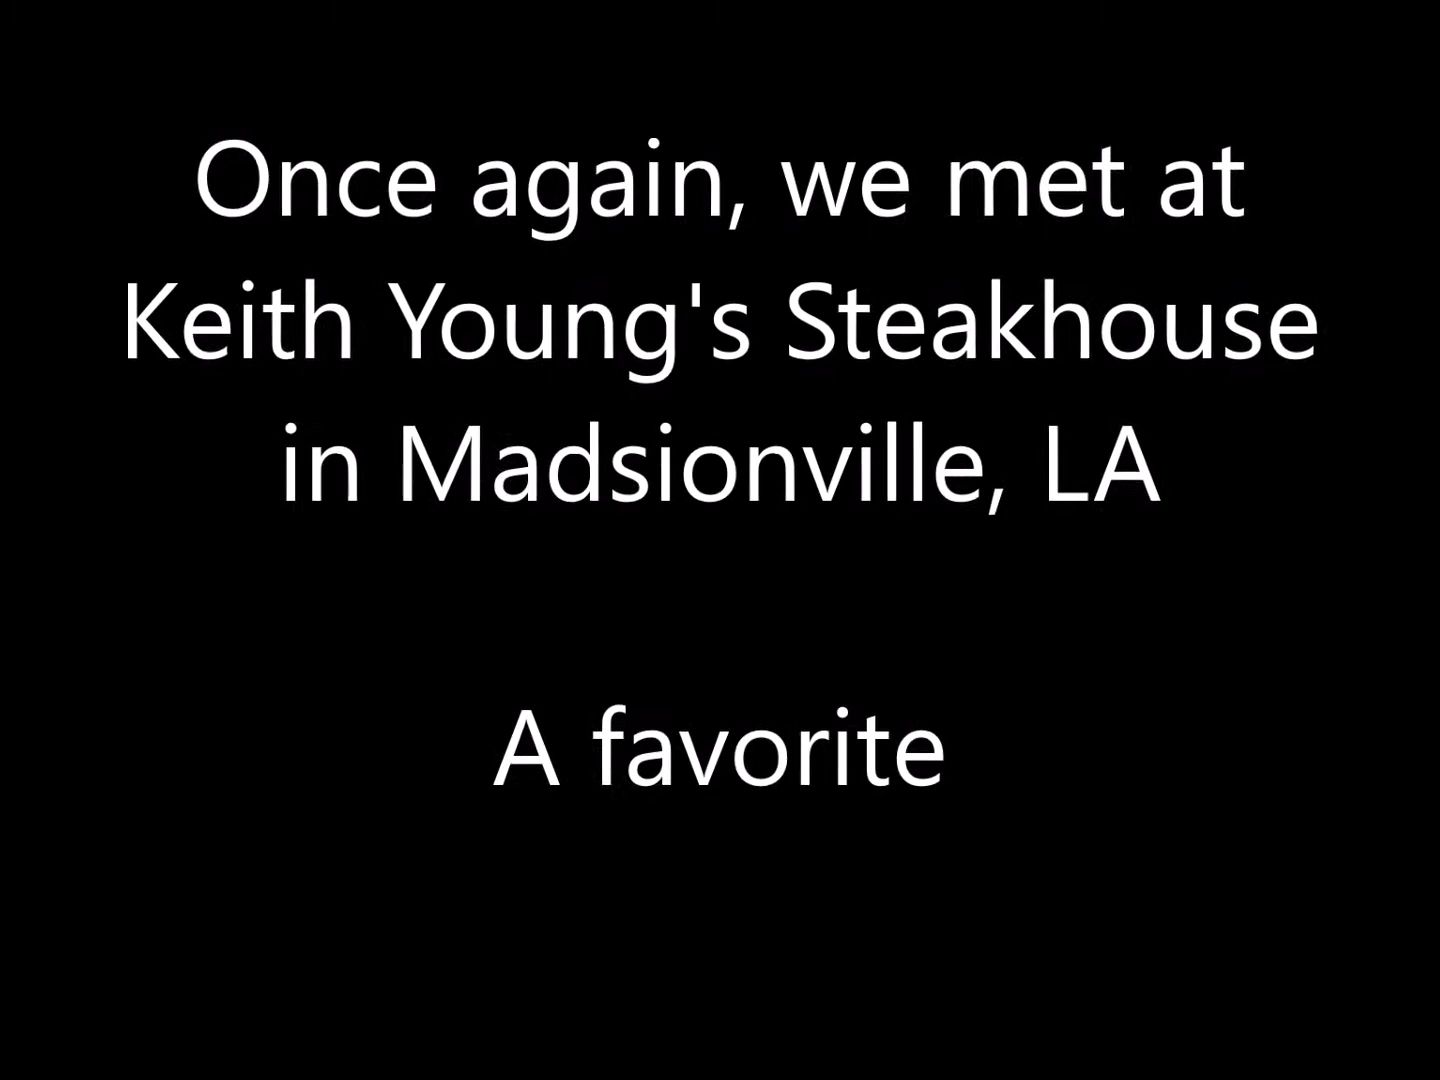 Once again, we met at
Keith Young's Steakhouse
in Madsionville, LA
A favorite